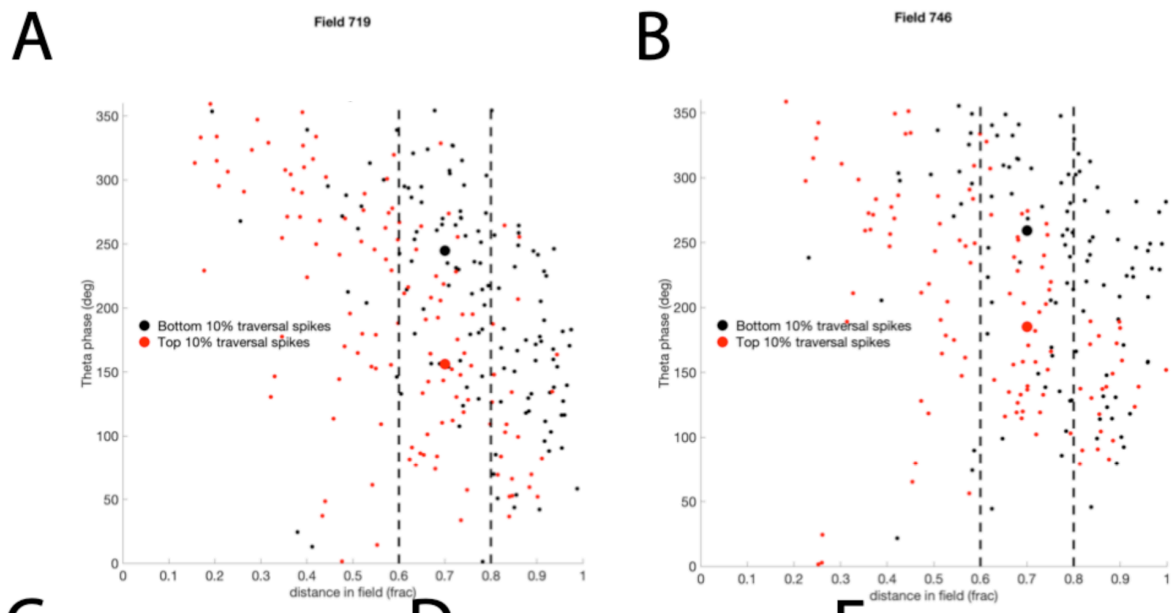 A
Field 719
350
300
250
200
150
100
50
0
Theta phase (deg)
Bottom 10% traversal spikes
Top 10% traversal spikes
0 0.1 0.2 0.3 0.4 0.5 0.6 0.7 0.8 0.9 1
distance in field (frac)
B
Field 746
350
300
250
200
150
100
50
0
Theta phase (deg)
Bottom 10% traversal spikes
Top 10% traversal spikes
0 0.1 0.2 0.3 0.4 0.5 0.6 0.7 0.8 0.9 1
distance in field (frac)